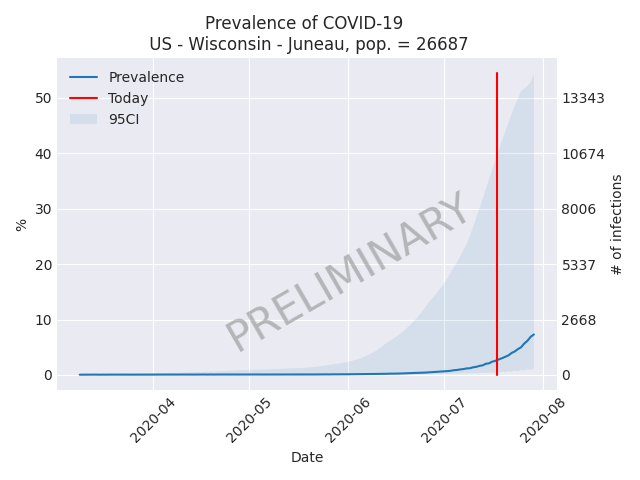 Prevalence of COVID-19
US - Wisconsin - Juneau, pop. = 26687
Prevalence
Today
95CI
50
40
30
20
10
0
%
13343
10674
8006
5337
2668
0
# of infections
PRELIMINARY
2020-04
2020-05
2020-06
2020-07
2020-08
Date